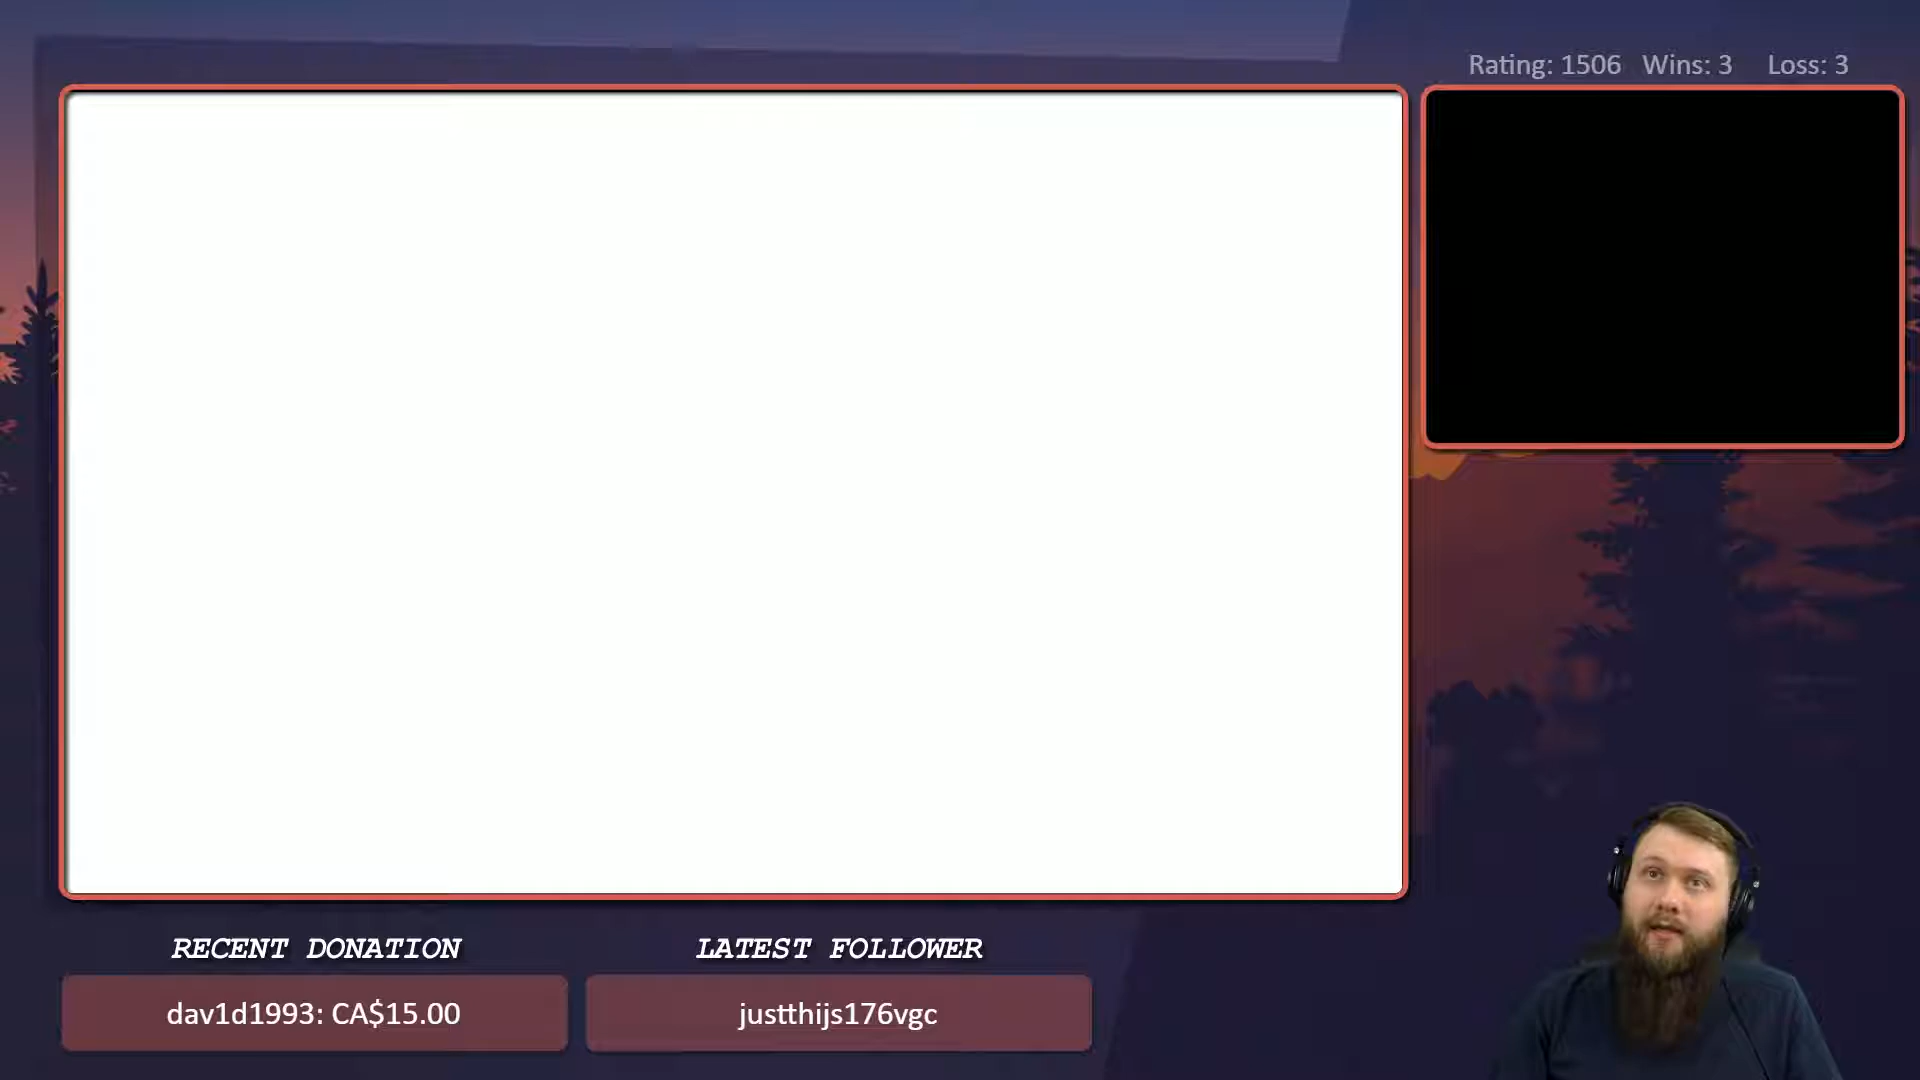 Rating: 1506 Wins: 3 Loss: 3
RECENT DONATION
LATEST FOLLOWER
dav1d1993: CA$15.00
justthijs176vgc